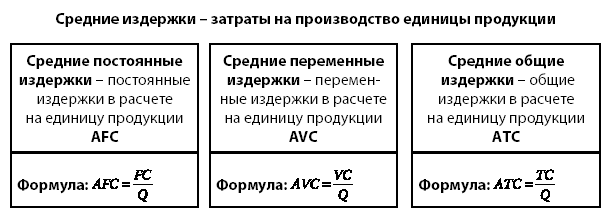 Средние издержки – затраты на производство единицы продукции
Средние постоянные
издержки – постоянные
издержки в расчете
на единицу продукции
AFC
Формула: AFC = FC/Q
Средние переменные
издержки – перемен-
ные издержки в расчете
на единицу продукции
AVC
Формула: AVC = VC/Q
Средние общие
издержки – общие
издержки в расчете
на единицу продукции
ATC
Формула: ATC = TC/Q